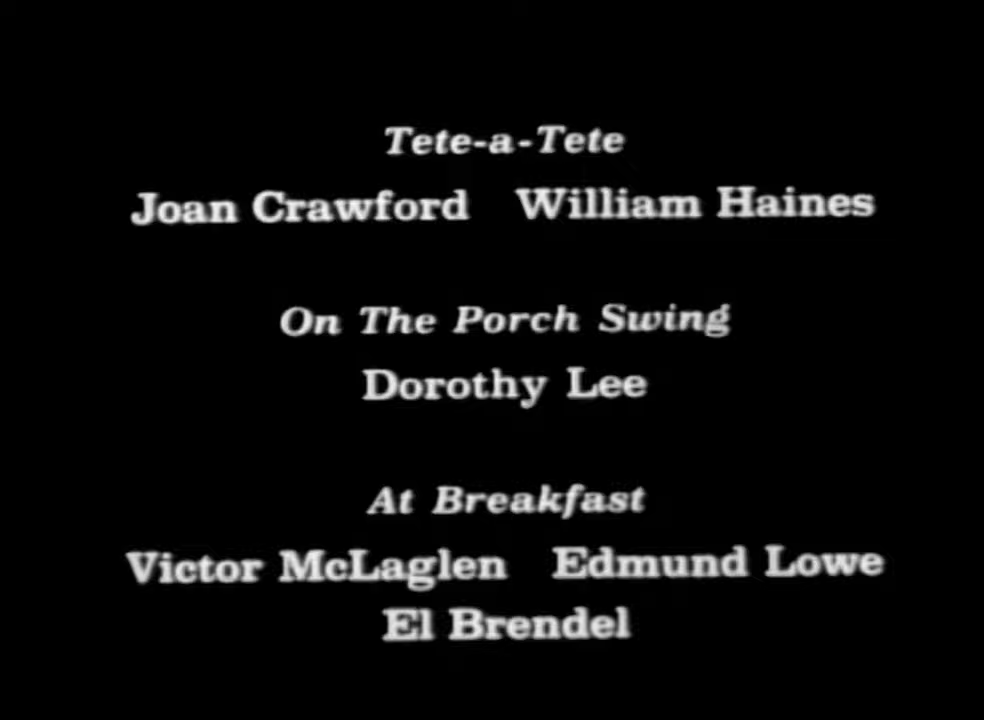 Tete-a-Tete
Joan Crawford William Haines
On The Porch Swing
Dorothy Lee
At Breakfast
Victor McLaglen Edmund Lowe
El Brendel